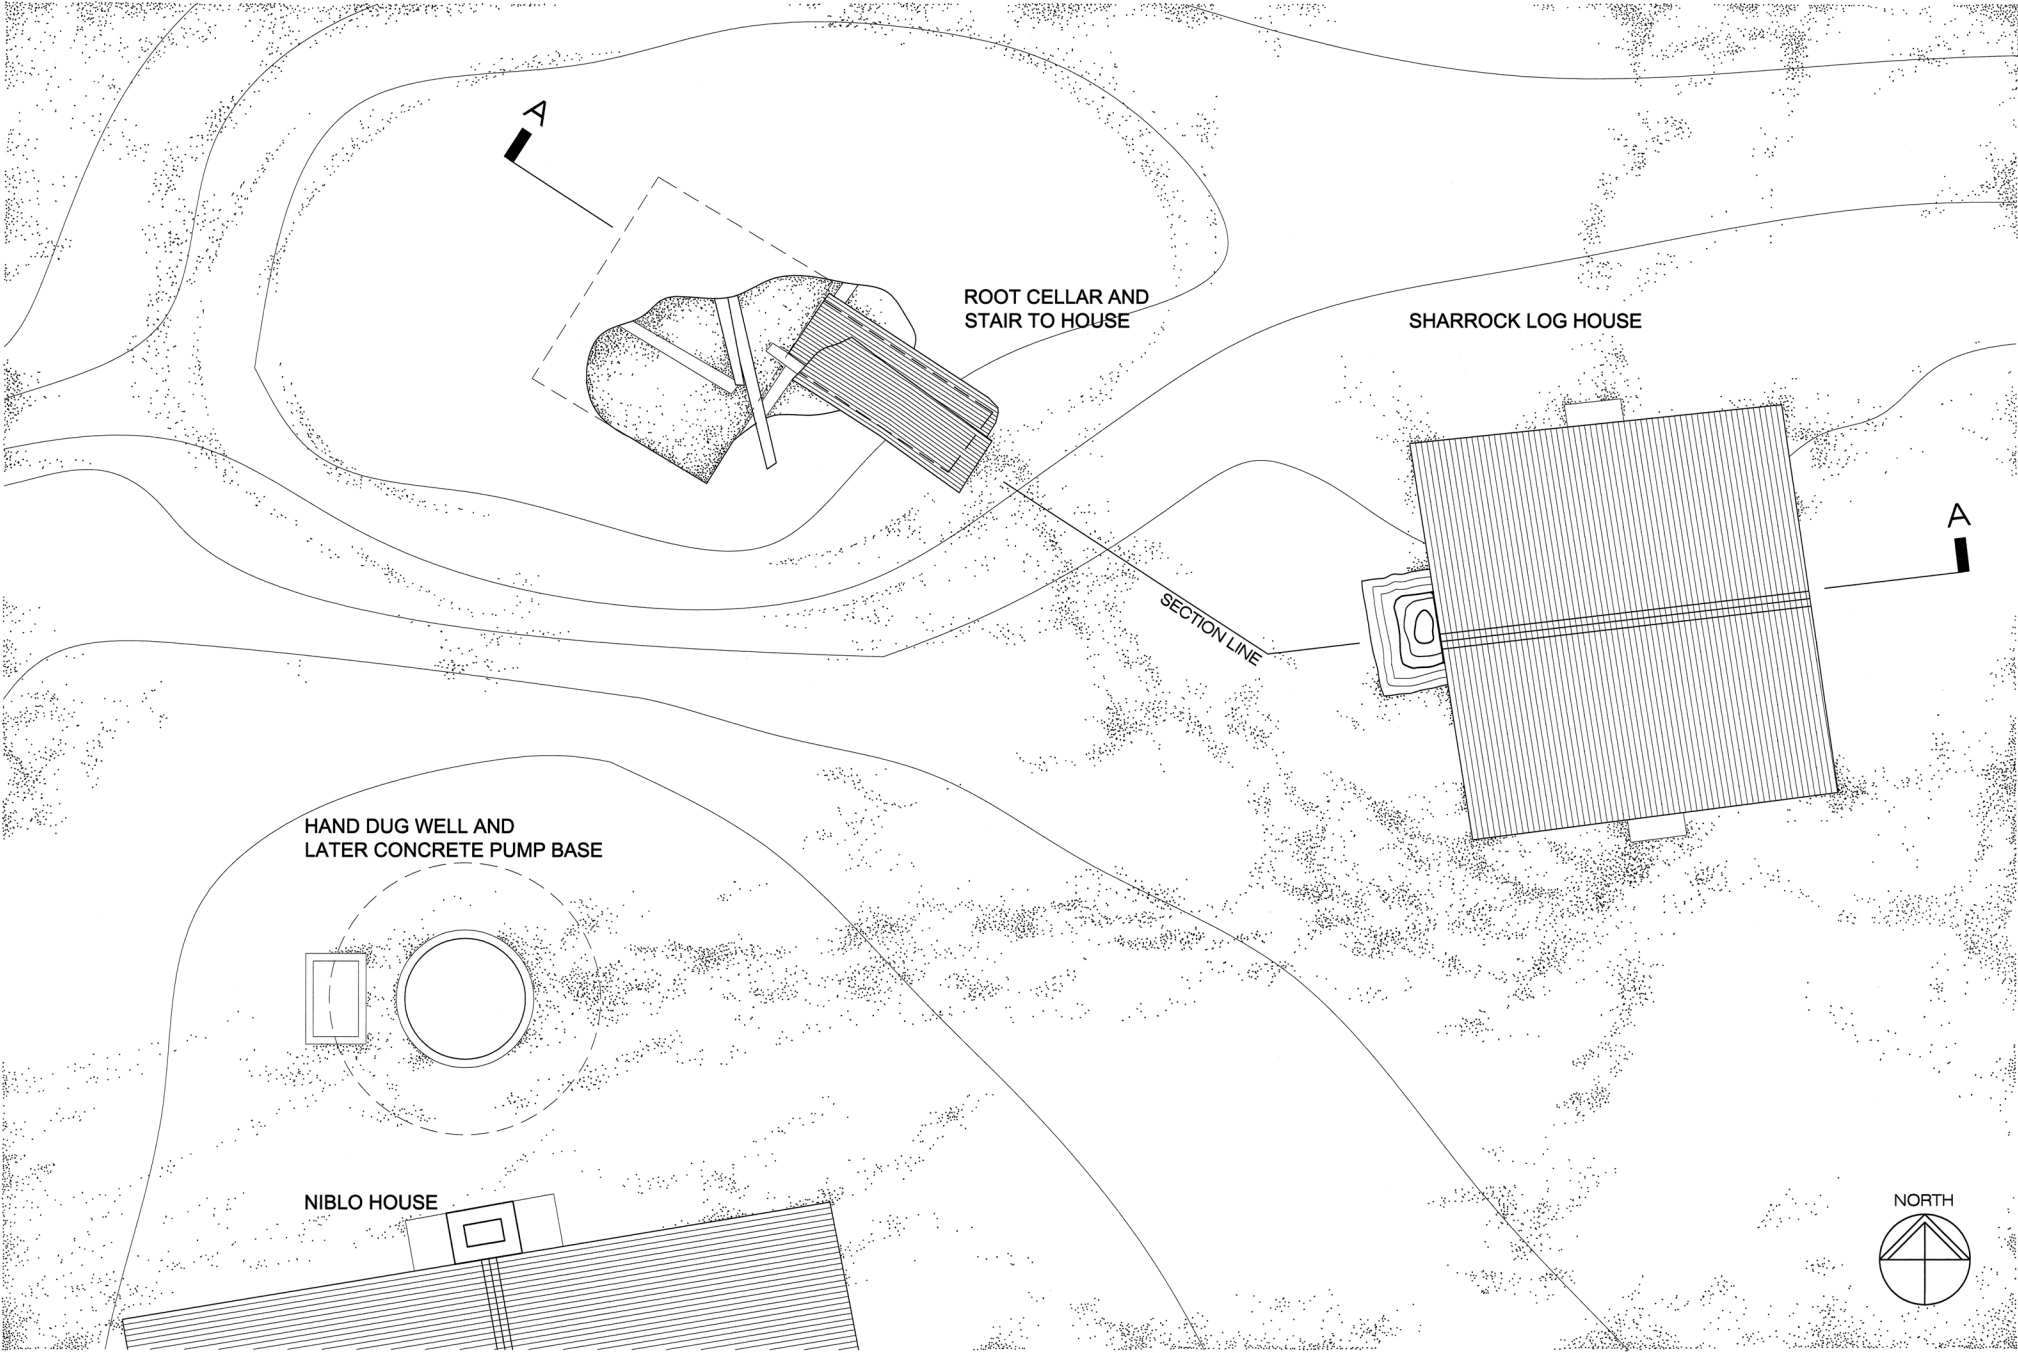 A
ROOT CELLAR AND
STAIR TO HOUSE
SHARROCK LOG HOUSE
A
SECTION LINE
HAND DUG WELL AND
LATER CONCRETE PUMP BASE
NIBLO HOUSE
NORTH